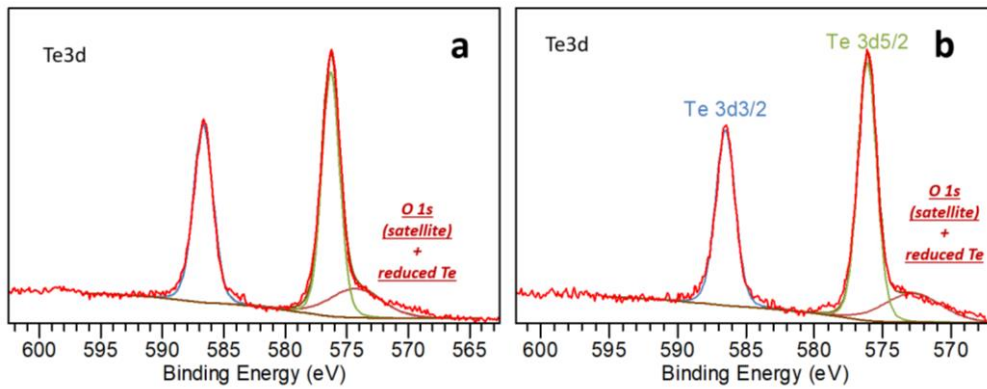 Te3d
a
O 1s
(satellite)
+
reduced Te
600 595 590 585 580 575 570 565
Binding Energy (eV)
Te3d
Te 3d5/2
b
Te 3d3/2
O 1s
(satellite)
+
reduced Te
600 595 590 585 580 575 570
Binding Energy (eV)